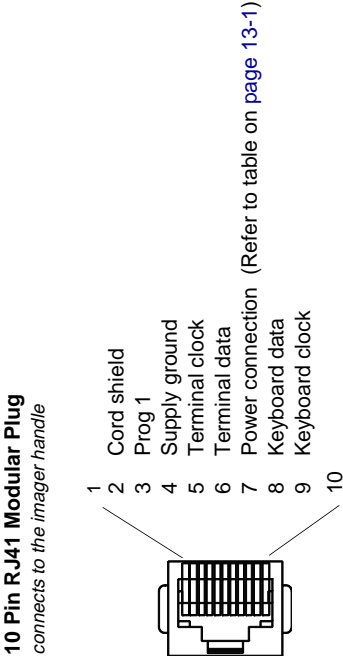 10 Pin RJ41 Modular Plug
connects to the imager handle
1
2 Cord shield
3 Prog 1
4 Supply ground
5 Terminal clock
6 Terminal data
7 Power connection (Refer to table on page 13-1)
8 Keyboard data
9 Keyboard clock
10